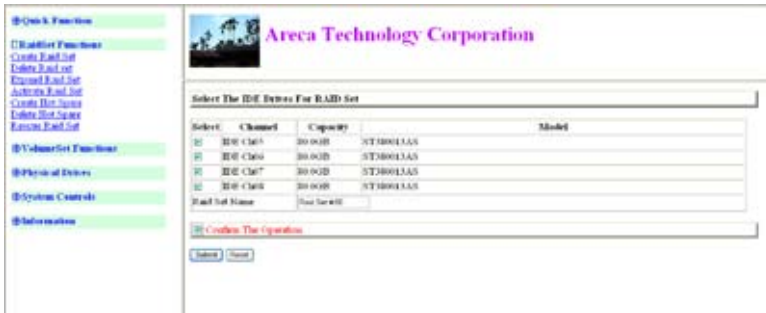 Quick Function
RaidSet Functions
Create Raid Set
Delete Raid set
Expand Raid Set
Activate Raid Set
Create Hot Spare
Delete Hot Spare
Rescue Raid Set
VolumeSet Functions
Physical Drives
System Controls
Information
Areca Technology Corporation
Select The IDE Drives For RAID Set
Select Channel Capacity Model
IDE Ch05 80.0GB ST380013AS
IDE Ch06 80.0GB ST380013AS
IDE Ch07 80.0GB ST380013AS
IDE Ch08 80.0GB ST380013AS
Raid Set Name
Confirm The Operation
Submit Reset